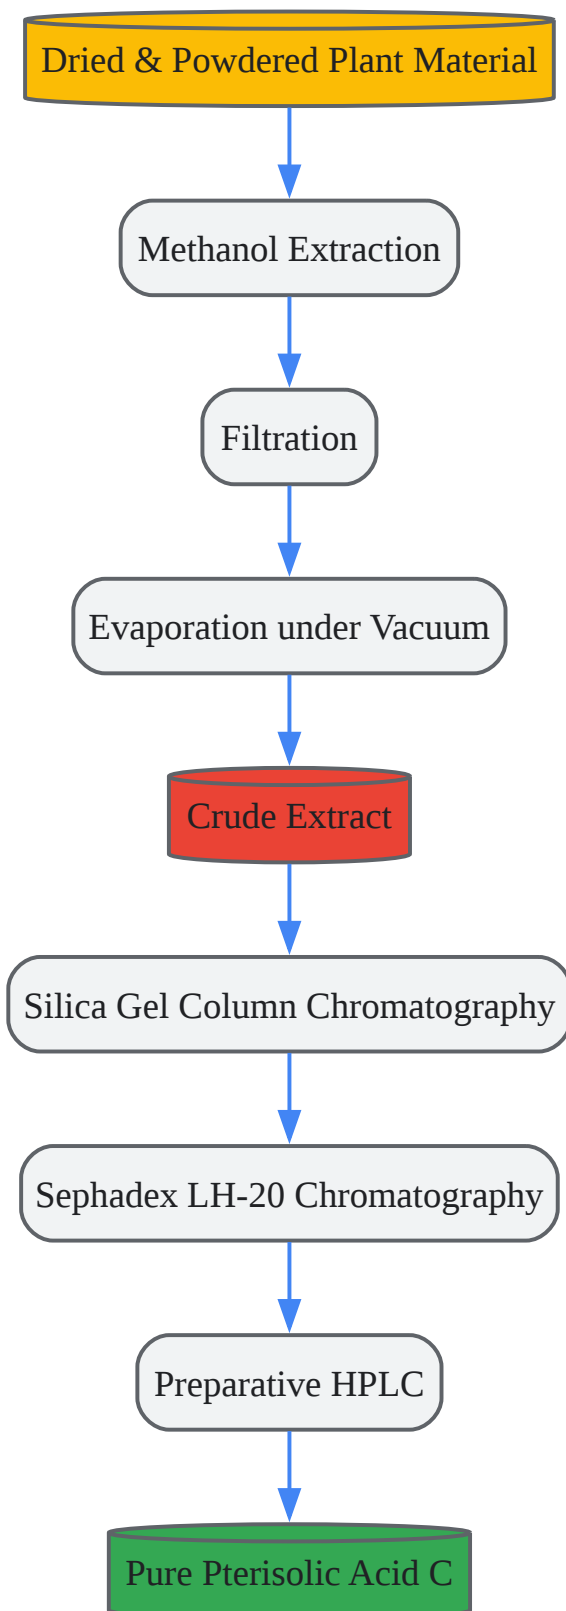 Dried & Powdered Plant Material
Methanol Extraction
Filtration
Evaporation under Vacuum
Crude Extract
Silica Gel Column Chromatography
Sephadex LH-20 Chromatography
Preparative HPLC
Pure Pterisolic Acid C